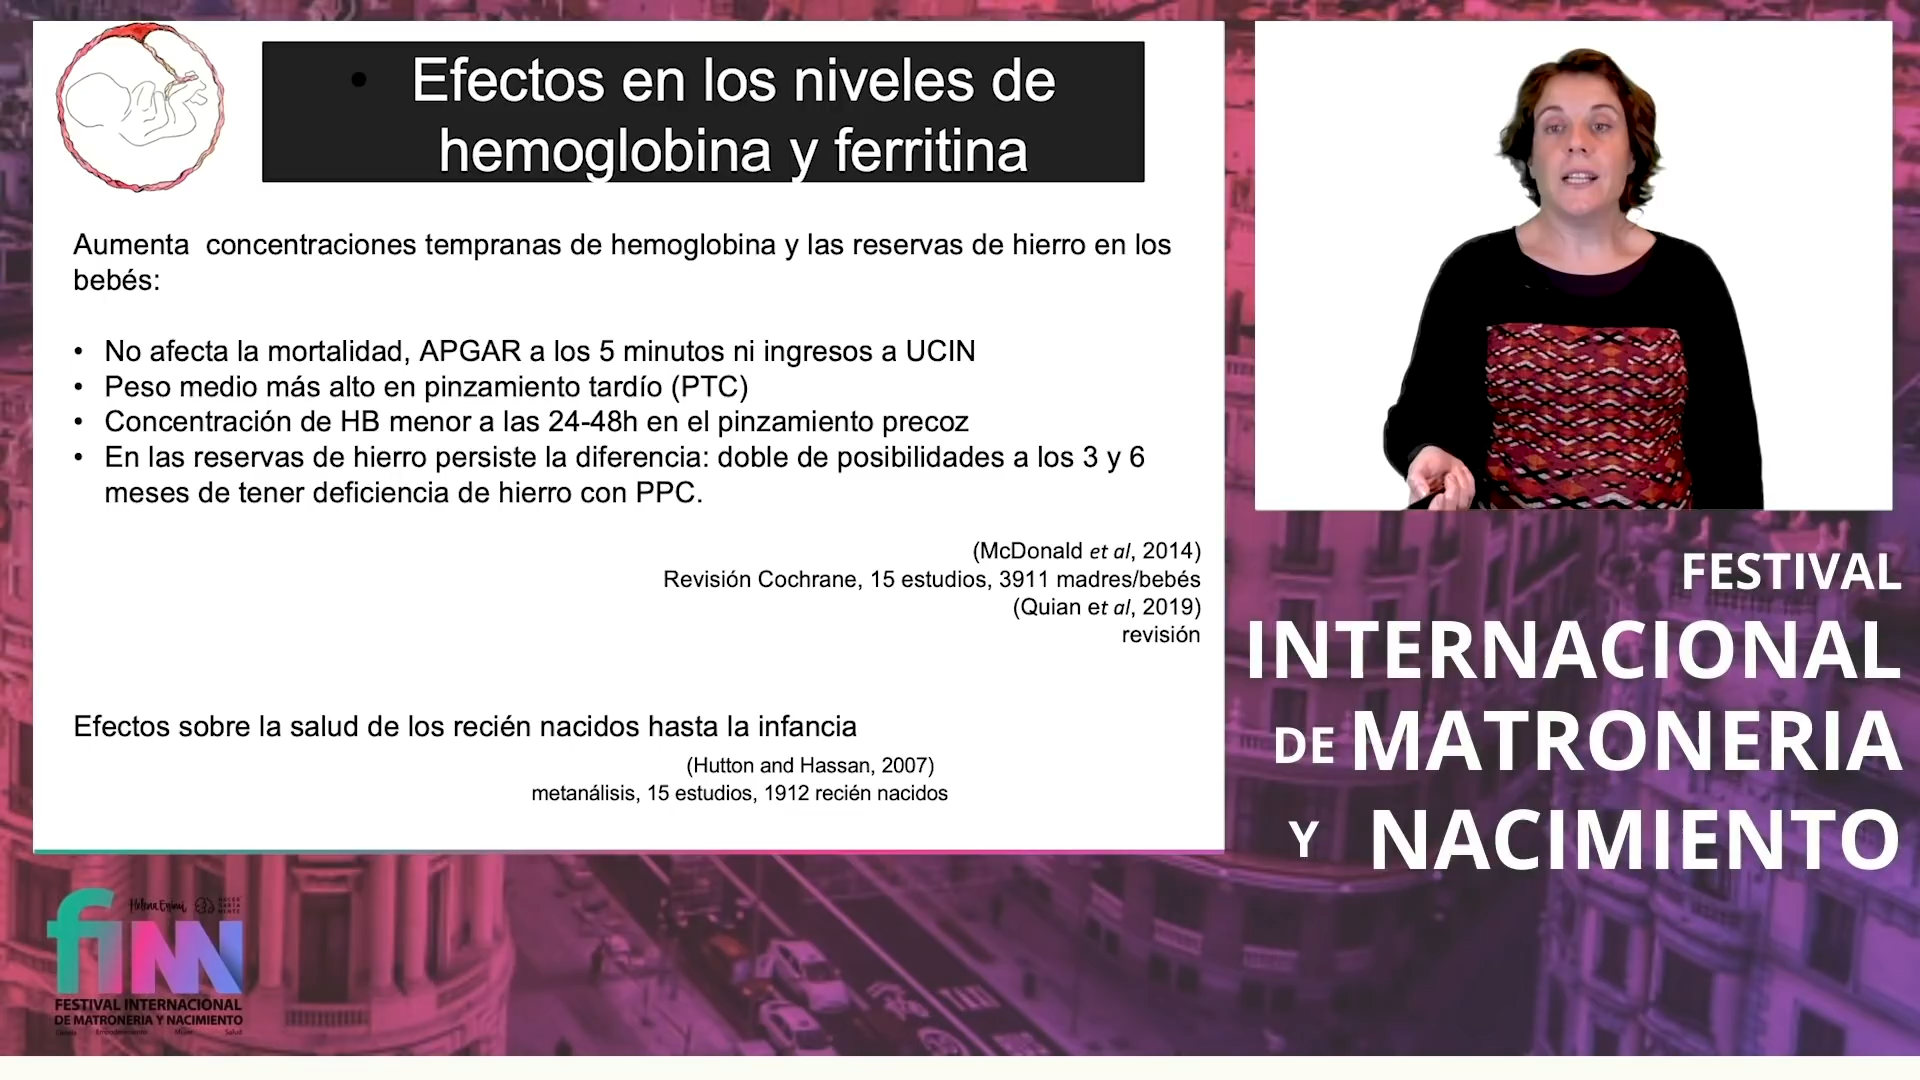 • Efectos en los niveles de
hemoglobina y ferritina
Aumenta concentraciones tempranas de hemoglobina y las reservas de hierro en los
bebés:
• No afecta la mortalidad, APGAR a los 5 minutos ni ingresos a UCIN
• Peso medio más alto en pinzamiento tardío (PTC)
• Concentración de HB menor a las 24-48h en el pinzamiento precoz
• En las reservas de hierro persiste la diferencia: doble de posibilidades a los 3 y 6
meses de tener deficiencia de hierro con PPC.
(McDonald et al, 2014)
Revisión Cochrane, 15 estudios, 3911 madres/bebés
(Quian et al, 2019)
revisión
Efectos sobre la salud de los recién nacidos hasta la infancia
(Hutton and Hassan, 2007)
metanálisis, 15 estudios, 1912 recién nacidos
FESTIVAL
INTERNACIONAL
DE MATRONERIA
Y NACIMIENTO
TAXI
fiMN
FESTIVAL INTERNACIONAL
DE MATRONERIA Y NACIMIENTO